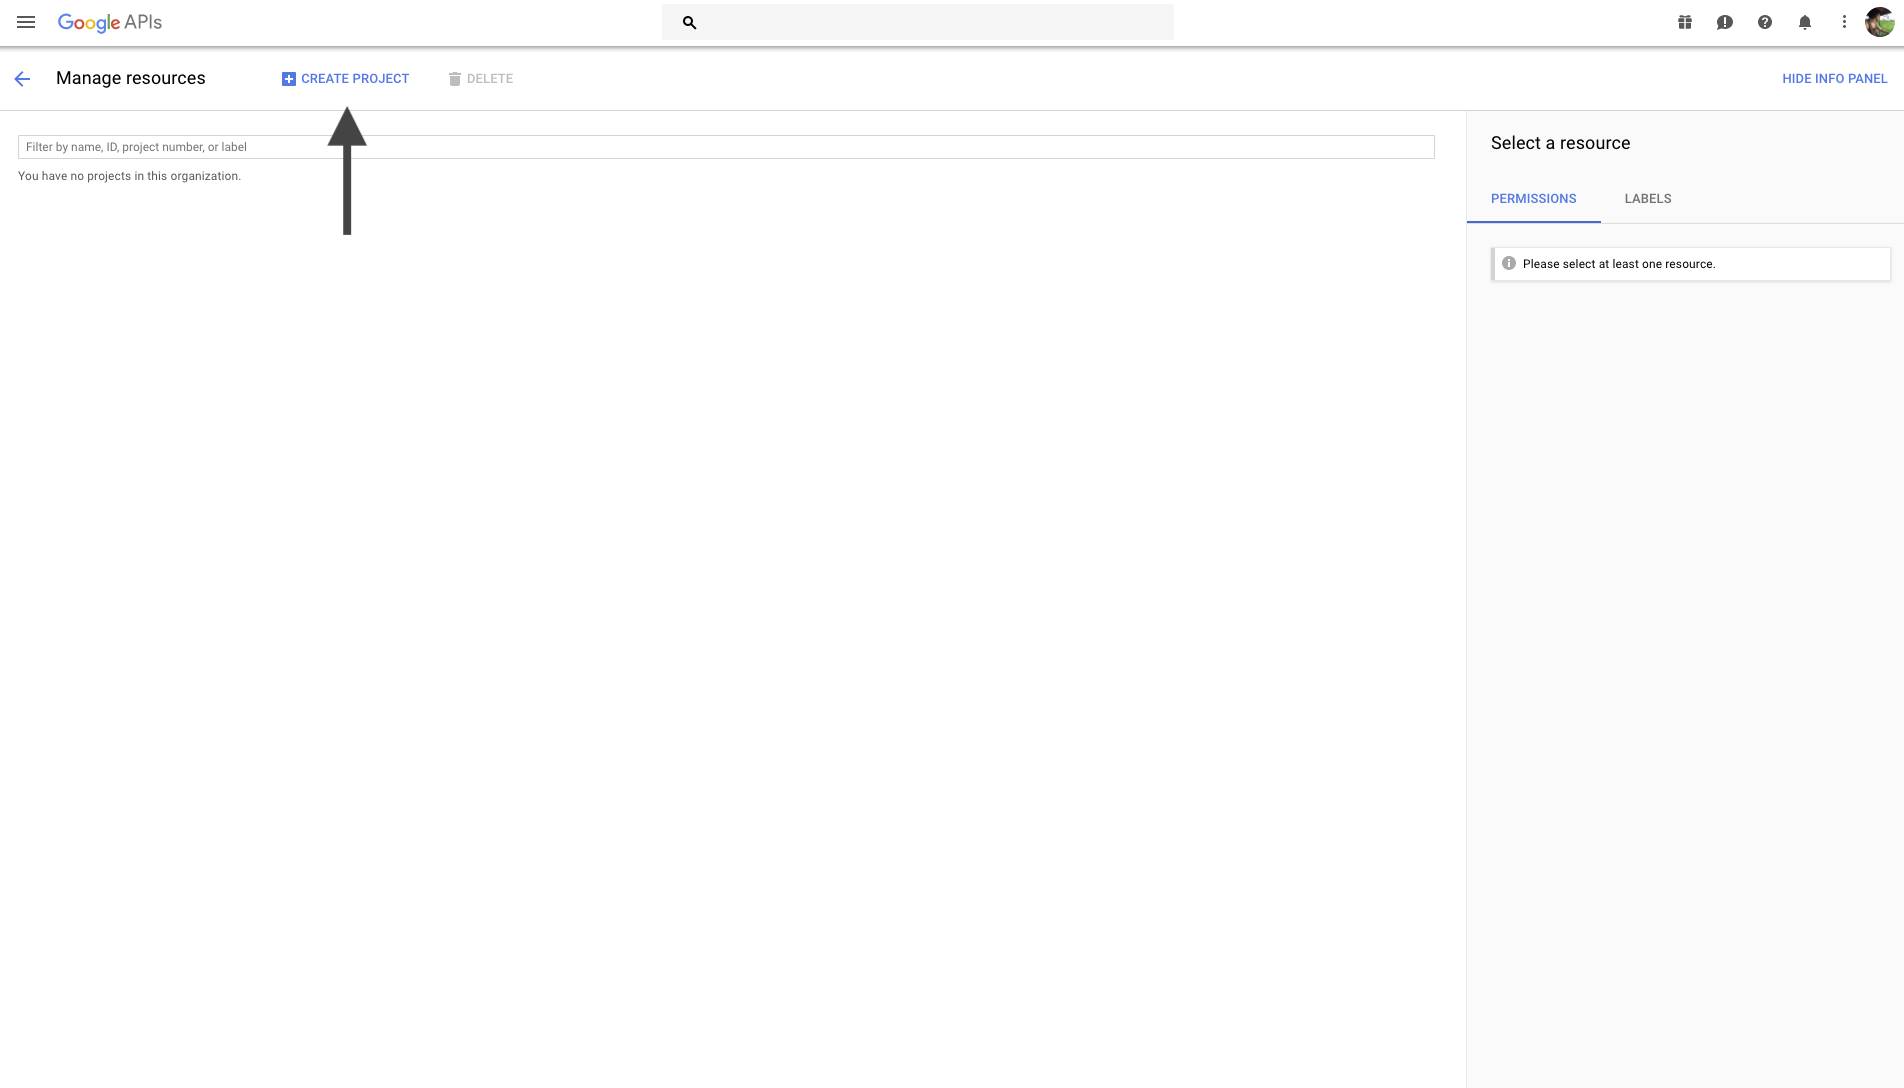 Google APIs
Manage resources
CREATE PROJECT
DELETE
HIDE INFO PANEL
Filter by name, ID, project number, or label
You have no projects in this organization.
Select a resource
PERMISSIONS
LABELS
Please select at least one resource.